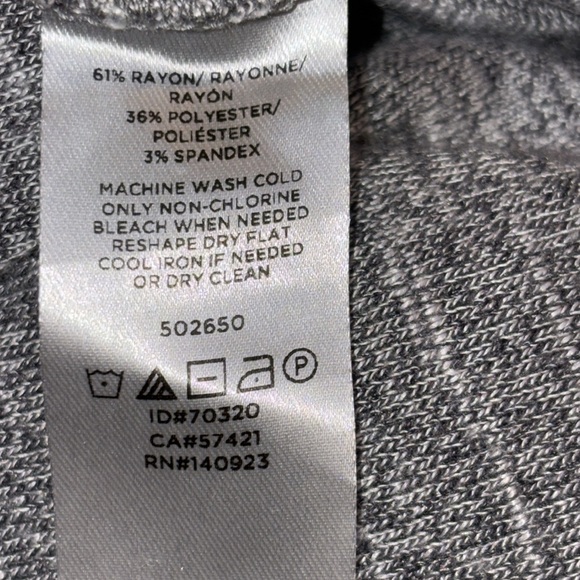 61% RAYON/ RAYONNE/
RAYÓN
36% POLYESTER/
POLIÉSTER
3% SPANDEX
MACHINE WASH COLD
ONLY NON-CHLORINE
BLEACH WHEN NEEDED
RESHAPE DRY FLAT
COOL IRON IF NEEDED
OR DRY CLEAN
502650
P
ID#70320
CA#57421
RN#140923